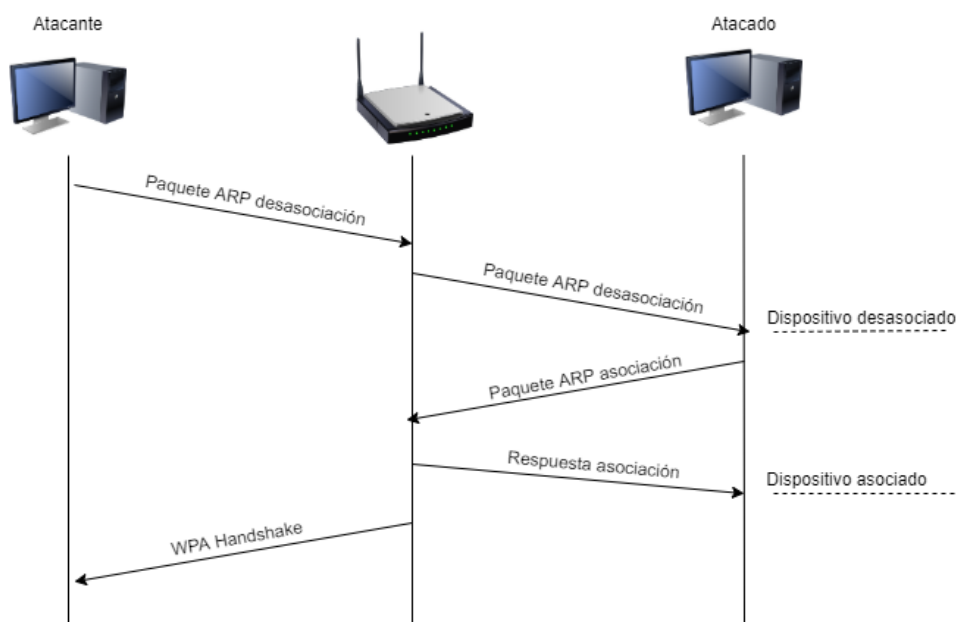 Atacante
Atacado
Paquete ARP desasociación
Paquete ARP desasociación
Dispositivo desasociado
Paquete ARP asociación
Respuesta asociación
Dispositivo asociado
WPA Handshake